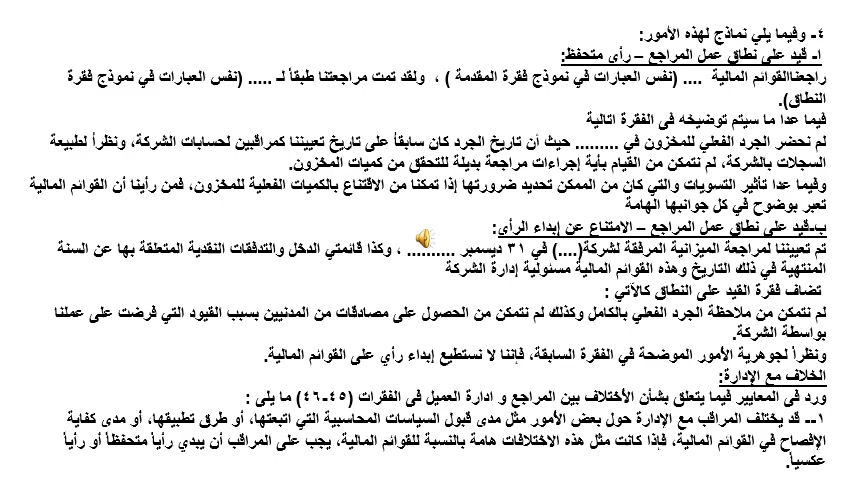 ٤- وفيما يلي نماذج لهذه الأمور:
ا- قيد على نطاق عمل المراجع – رأى متحفظ:
راجعناالقوائم المالية .... (نفس العبارات في نموذج فقرة المقدمة ) ، ولقد تمت مراجعتنا طبقاً لـ ..... (نفس العبارات في نموذج فقرة
النطاق).
فيما عدا ما سيتم توضيخه فى الفقرة اتالية
لم نحضر الجرد الفعلي للمخزون في ......... حيث أن تاريخ الجرد كان سابقاً على تاريخ تعييننا كمراقبين لحسابات الشركة، ونظراً لطبيعة
السجلات بالشركة، لم نتمكن من القيام بأية إجراءات مراجعة بديلة للتحقق من كميات المخزون.
وفيما عدا تأثير التسويات والتي كان من الممكن تحديد ضرورتها إذا تمكنا من الاقتناع بالكميات الفعلية للمخزون، فمن رأينا أن القوائم المالية
تعبر بوضوح في كل جوانبها الهامة
ب-قيد على نطاق عمل المراجع – الامتناع عن إبداء الرأي:
تم تعييننا لمراجعة الميزانية المرفقة لشركة(....) في ٣١ ديسمبر .......... ، وكذا قائمتي الدخل والتدفقات النقدية المتعلقة بها عن السنة
المنتهية في ذلك التاريخ وهذه القوائم المالية مسئولية إدارة الشركة
تضاف فقرة القيد على النطاق كالآتي :
لم نتمكن من ملاحظة الجرد الفعلي بالكامل وكذلك لم نتمكن من الحصول على مصادقات من المدنيين بسبب القيود التي فرضت على عملنا
بواسطة الشركة.
ونظراً لجوهرية الأمور الموضحة في الفقرة السابقة، فإننا لا نستطيع إبداء رأي على القوائم المالية.
الخلاف مع الإدارة:
ورد فى المعايير فيما يتعلق بشأن الأختلاف بين المراجع و ادارة العميل فى الفقرات (٤٥-٤٦) ما يلى :
١-- قد يختلف المراقب مع الإدارة حول بعض الأمور مثل مدى قبول السياسات المحاسبية التي اتبعتها، أو طرق تطبيقها، أو مدى كفاية
الإفصاح في القوائم المالية، فإذا كانت مثل هذه الاختلافات هامة بالنسبة للقوائم المالية، يجب على المراقب أن يبدي رأياً متحفظاً أو رأياً
عكسياً.